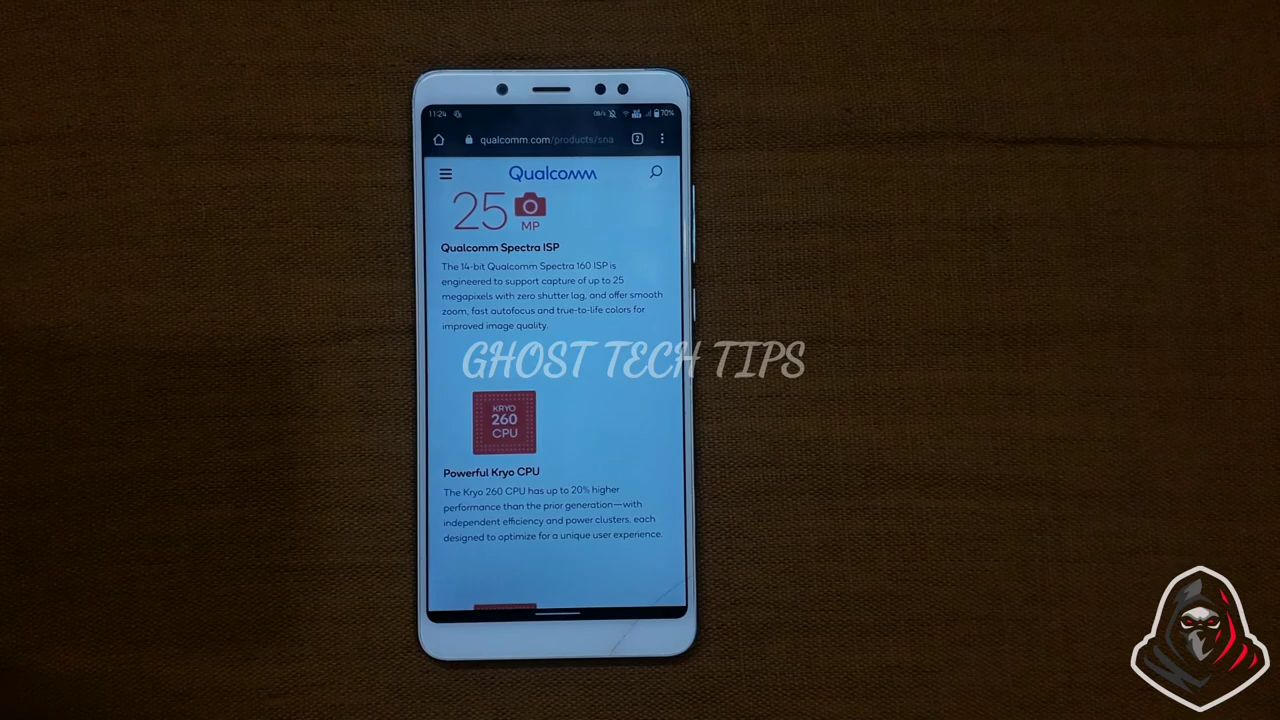 11:24
70%
qualcomm.com/products/sna
2
Qualcomm
25
MP
Qualcomm Spectra ISP
The 14-bit Qualcomm Spectra 160 ISP is
engineered to support capture of up to 25
megapixels with zero shutter lag, and offer smooth
zoom, fast autofocus and true-to-life colors for
improved image quality.
GHOST TECH TIPS
KRYO
260
CPU
Powerful Kryo CPU
The Kryo 260 CPU has up to 20% higher
performance than the prior generation—with
independent efficiency and power clusters, each
designed to optimize for a unique user experience.